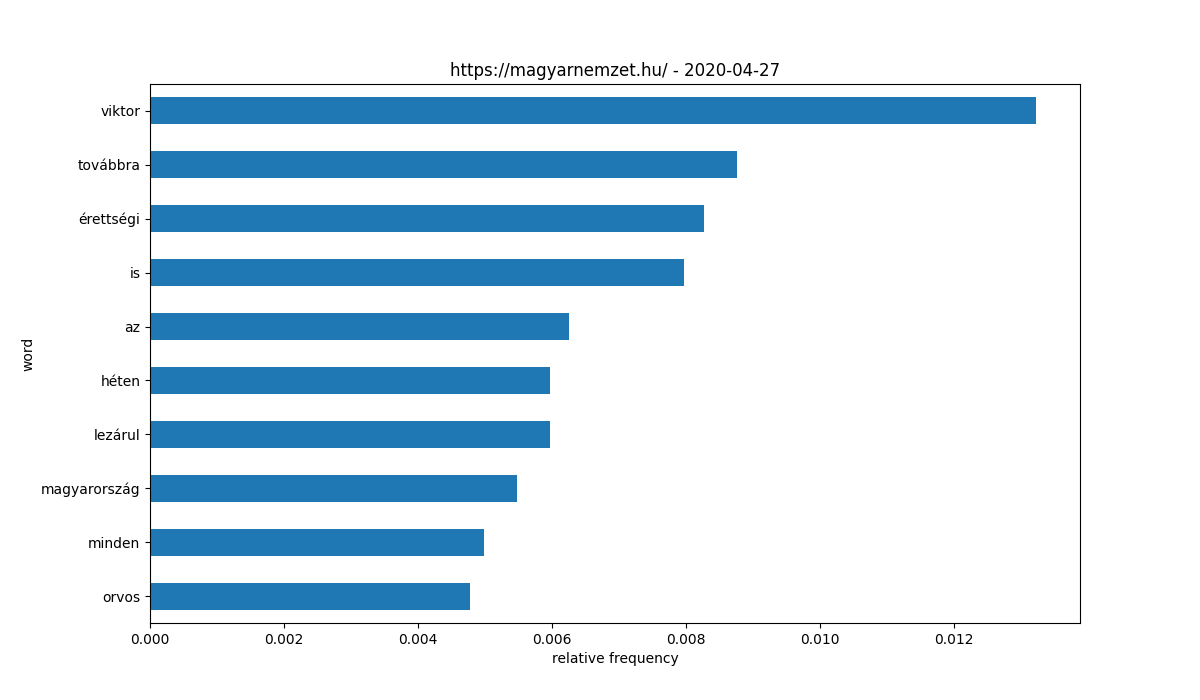 https://magyarnemzet.hu/ - 2020-04-27
viktor
továbbra
érettségi
is
az
héten
lezárul
magyarország
minden
orvos
word
0.000 0.002 0.004 0.006 0.008 0.010 0.012
relative frequency